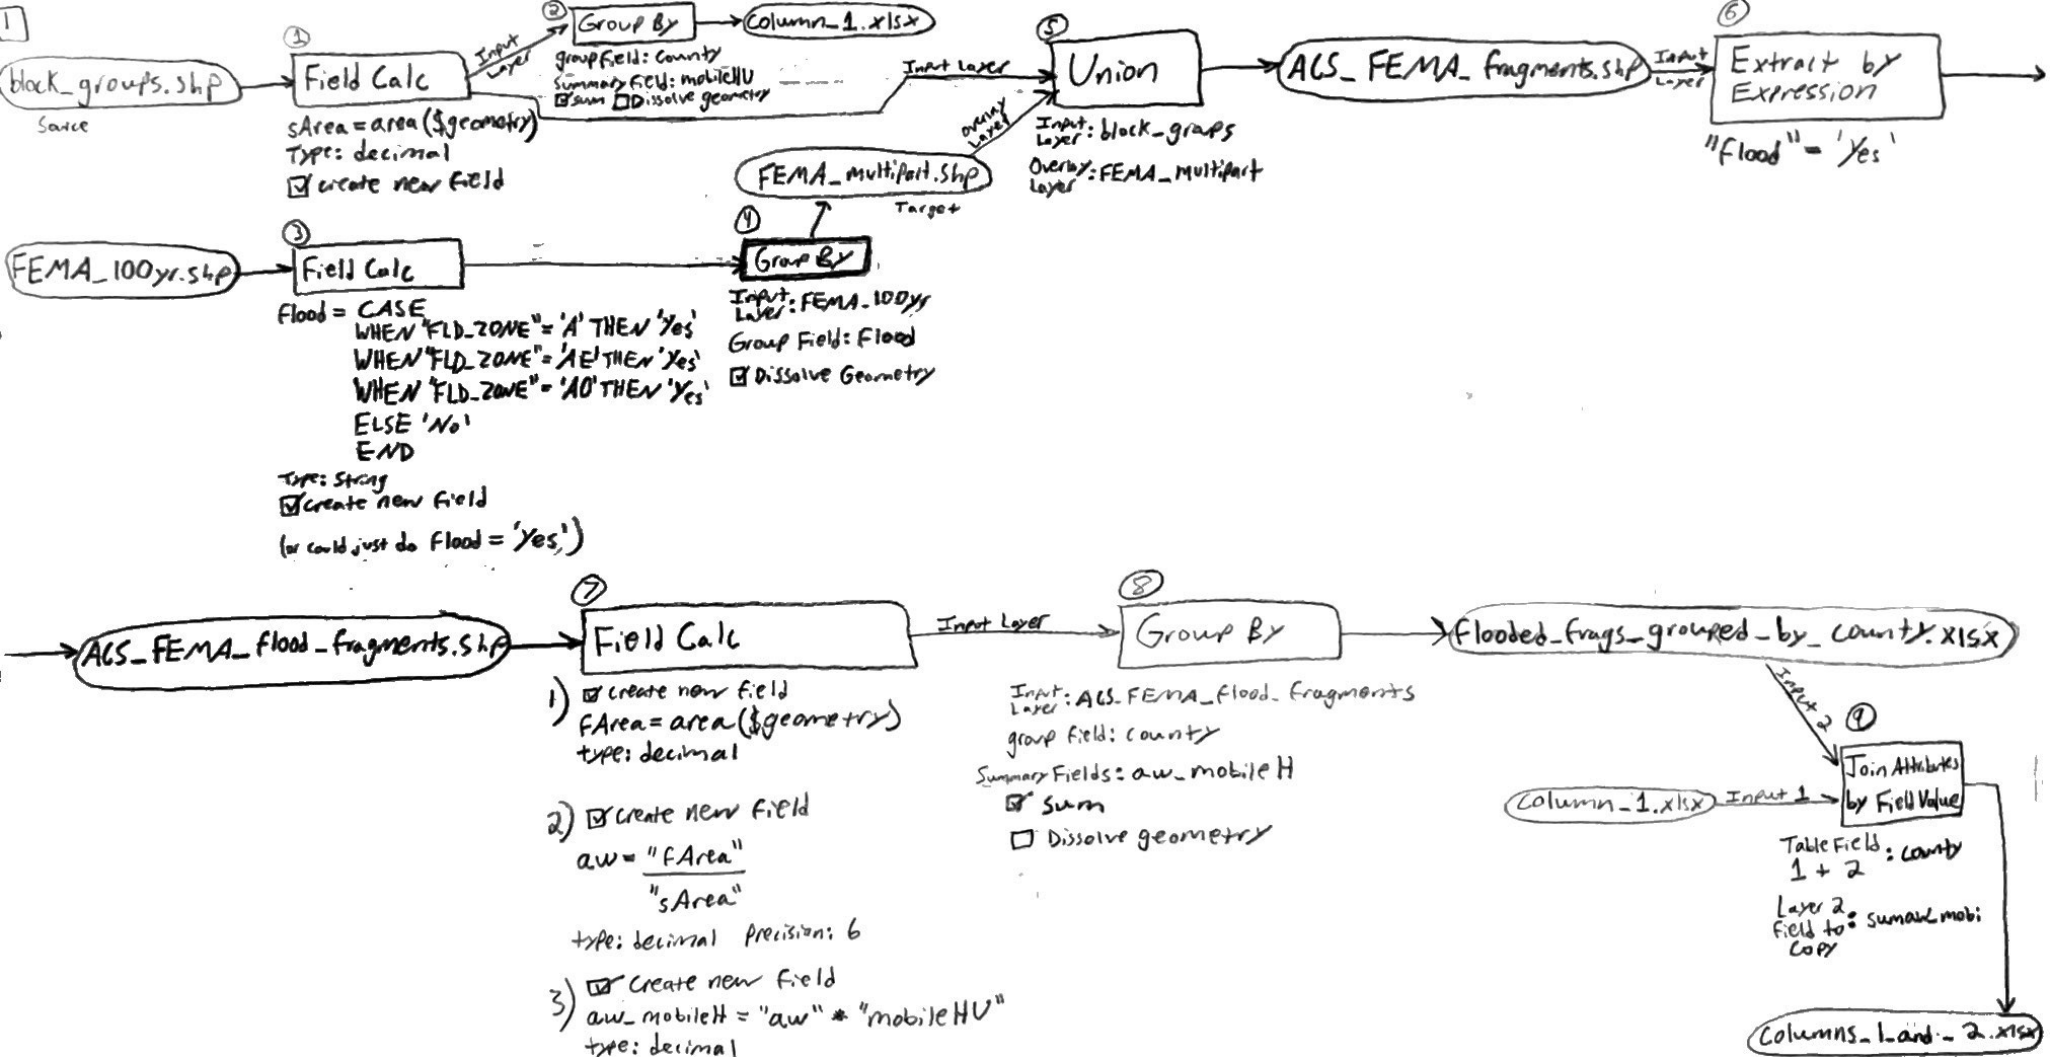 1
block_groups.shp
Source
①
Field Calc
sArea = area($geometry)
Type: decimal
☑ create new field
Input Layer
②
Group By
group field: County
Summary Field: mobileHU
☑ sum ☐ Dissolve geometry
column_1.xlsx
Input Layer
Overlay Layer
⑤
Union
Input Layer: block_groups
Overlay Layer: FEMA_Multipart
ACS_FEMA_fragments.shp
Input Layer
⑥
Extract by
Expression
"flood" = 'Yes'
FEMA_100yr.shp
③
Field Calc
flood = CASE
WHEN "FLD_ZONE" = 'A' THEN 'Yes'
WHEN "FLD_ZONE" = 'AE' THEN 'Yes'
WHEN "FLD_ZONE" = 'AO' THEN 'Yes'
ELSE 'No'
END
Type: String
☑ create new field
(or could just do flood = 'Yes')
④
Group By
Input Layer: FEMA_100yr
Group Field: Flood
☑ Dissolve Geometry
FEMA_multipart.shp
Target
ACS_FEMA_flood_fragments.shp
⑦
Field Calc
1) ☑ create new field
fArea = area($geometry)
type: decimal
2) ☑ create new field
aw = "fArea"
"sArea"
type: decimal precision: 6
3) ☑ create new field
aw_mobileH = "aw" * "mobileHU"
type: decimal
Input Layer
⑧
Group By
Input Layer: ACS_FEMA_flood_fragments
group field: county
Summary Fields: aw_mobileH
☑ sum
☐ Dissolve geometry
flooded_frags_grouped_by_county.xlsx
Input 2
column_1.xlsx
Input 1
⑨
Join Attributes
by Field Value
Table Field
1 + 2 : county
Layer 2
field to copy : sumaw_mobi
columns_1_and_2.xlsx